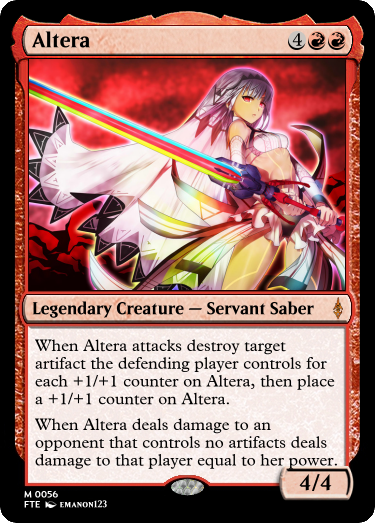 Altera 4
Legendary Creature — Servant Saber
When Altera attacks destroy target
artifact the defending player controls for
each +1/+1 counter on Altera, then place
a +1/+1 counter on Altera.
When Altera deals damage to an
opponent that controls no artifacts deals
damage to that player equal to her power.
4/4
M 0056
FTE EMANON123